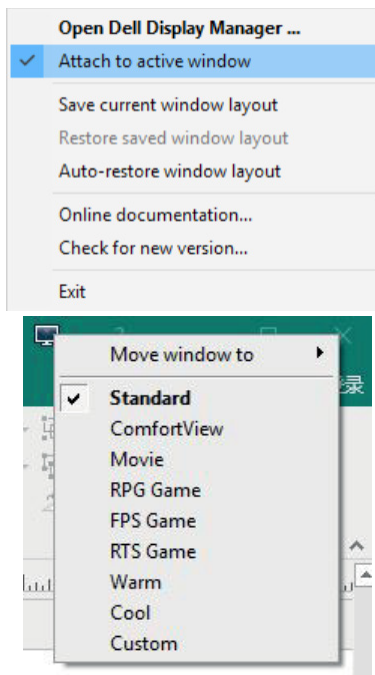 Open Dell Display Manager ...
Attach to active window
Save current window layout
Restore saved window layout
Auto-restore window layout
Online documentation...
Check for new version...
Exit
Move window to
录
Standard
ComfortView
Movie
RPG Game
FPS Game
RTS Game
Warm
Cool
Custom